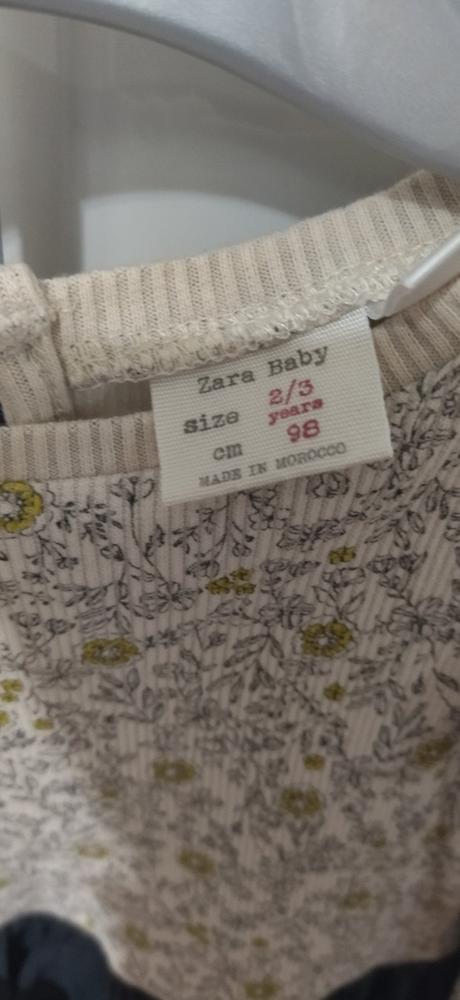 Zara Baby
size 2/3
years
cm 98
MADE IN MOROCCO